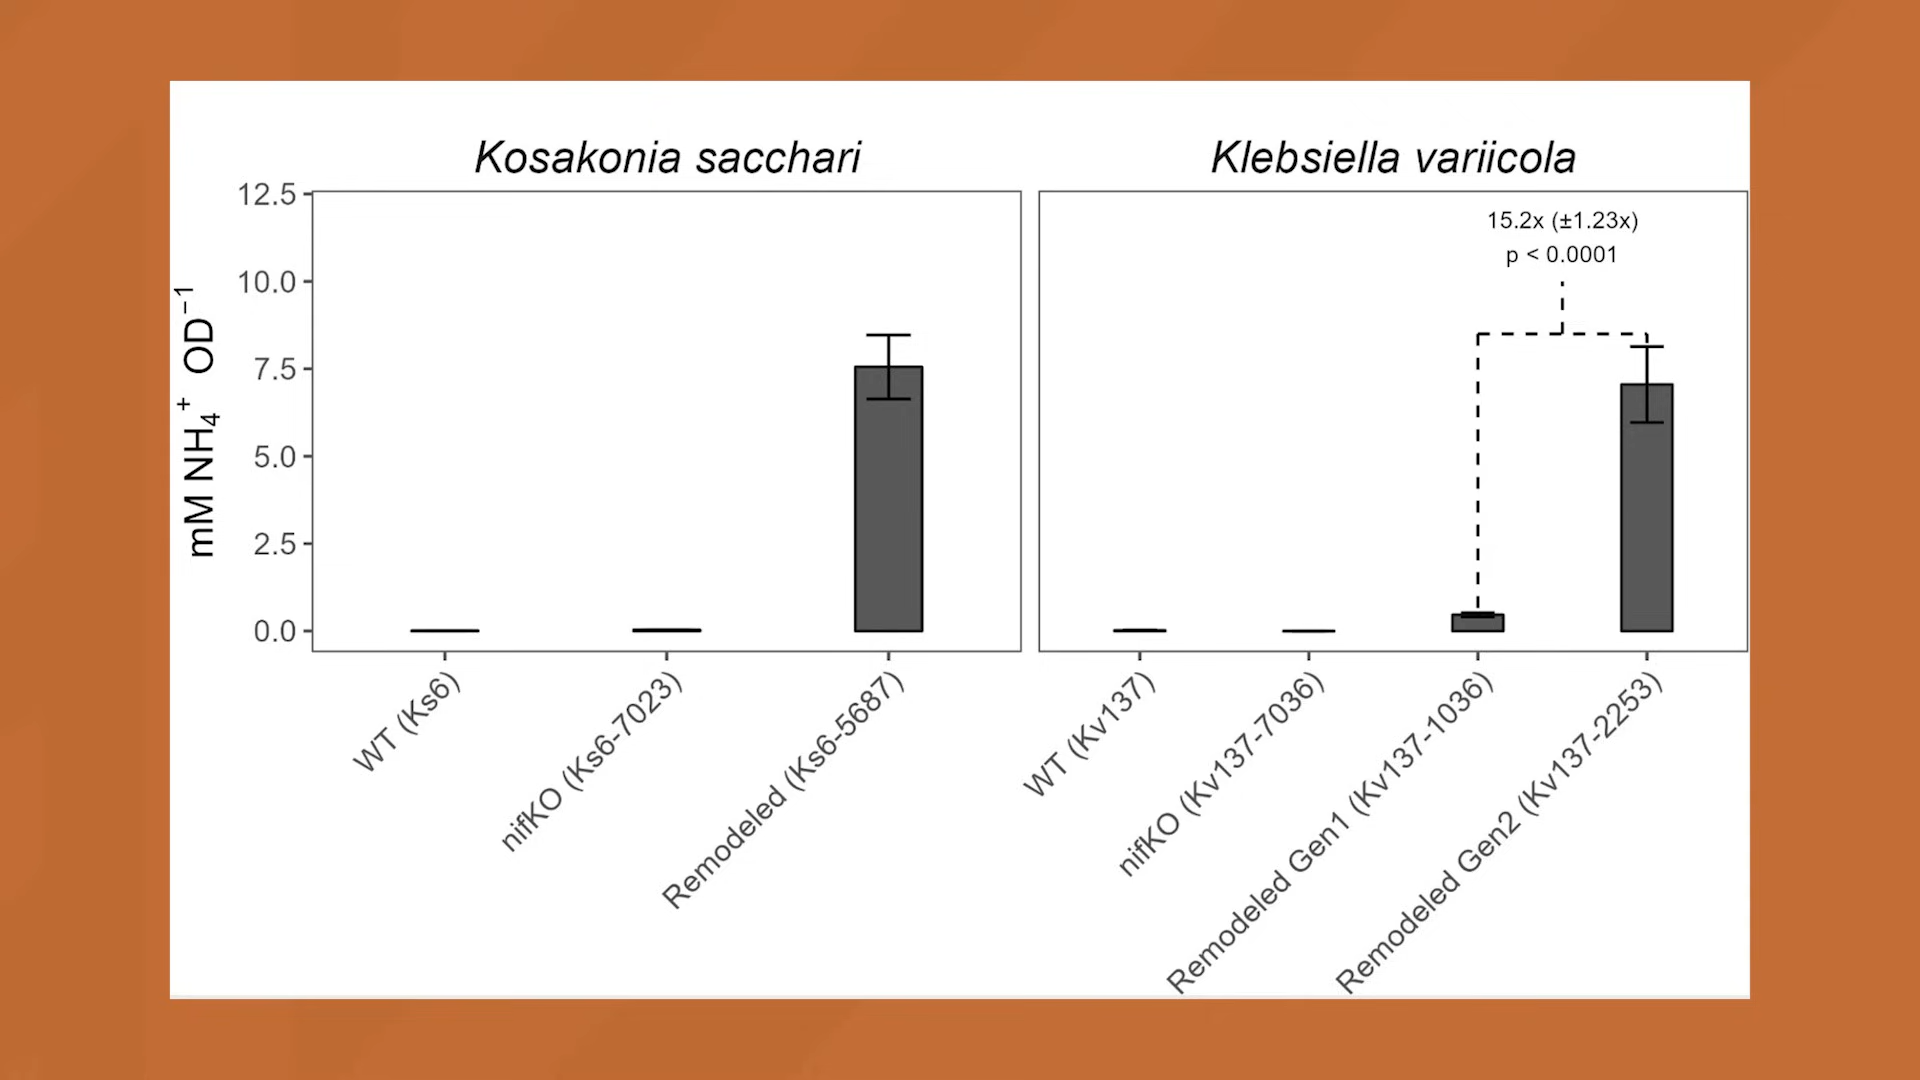 Kosakonia sacchari
Klebsiella variicola
12.5
10.0
7.5
5.0
2.5
0.0
mM NH₄⁺ OD⁻¹
15.2x (±1.23x)
p < 0.0001
WT (Ks6)
nifKO (Ks6-7023)
Remodeled (Ks6-5687)
WT (Kv137)
nifKO (Kv137-7036)
Remodeled Gen1 (Kv137-1036)
Remodeled Gen2 (Kv137-2253)